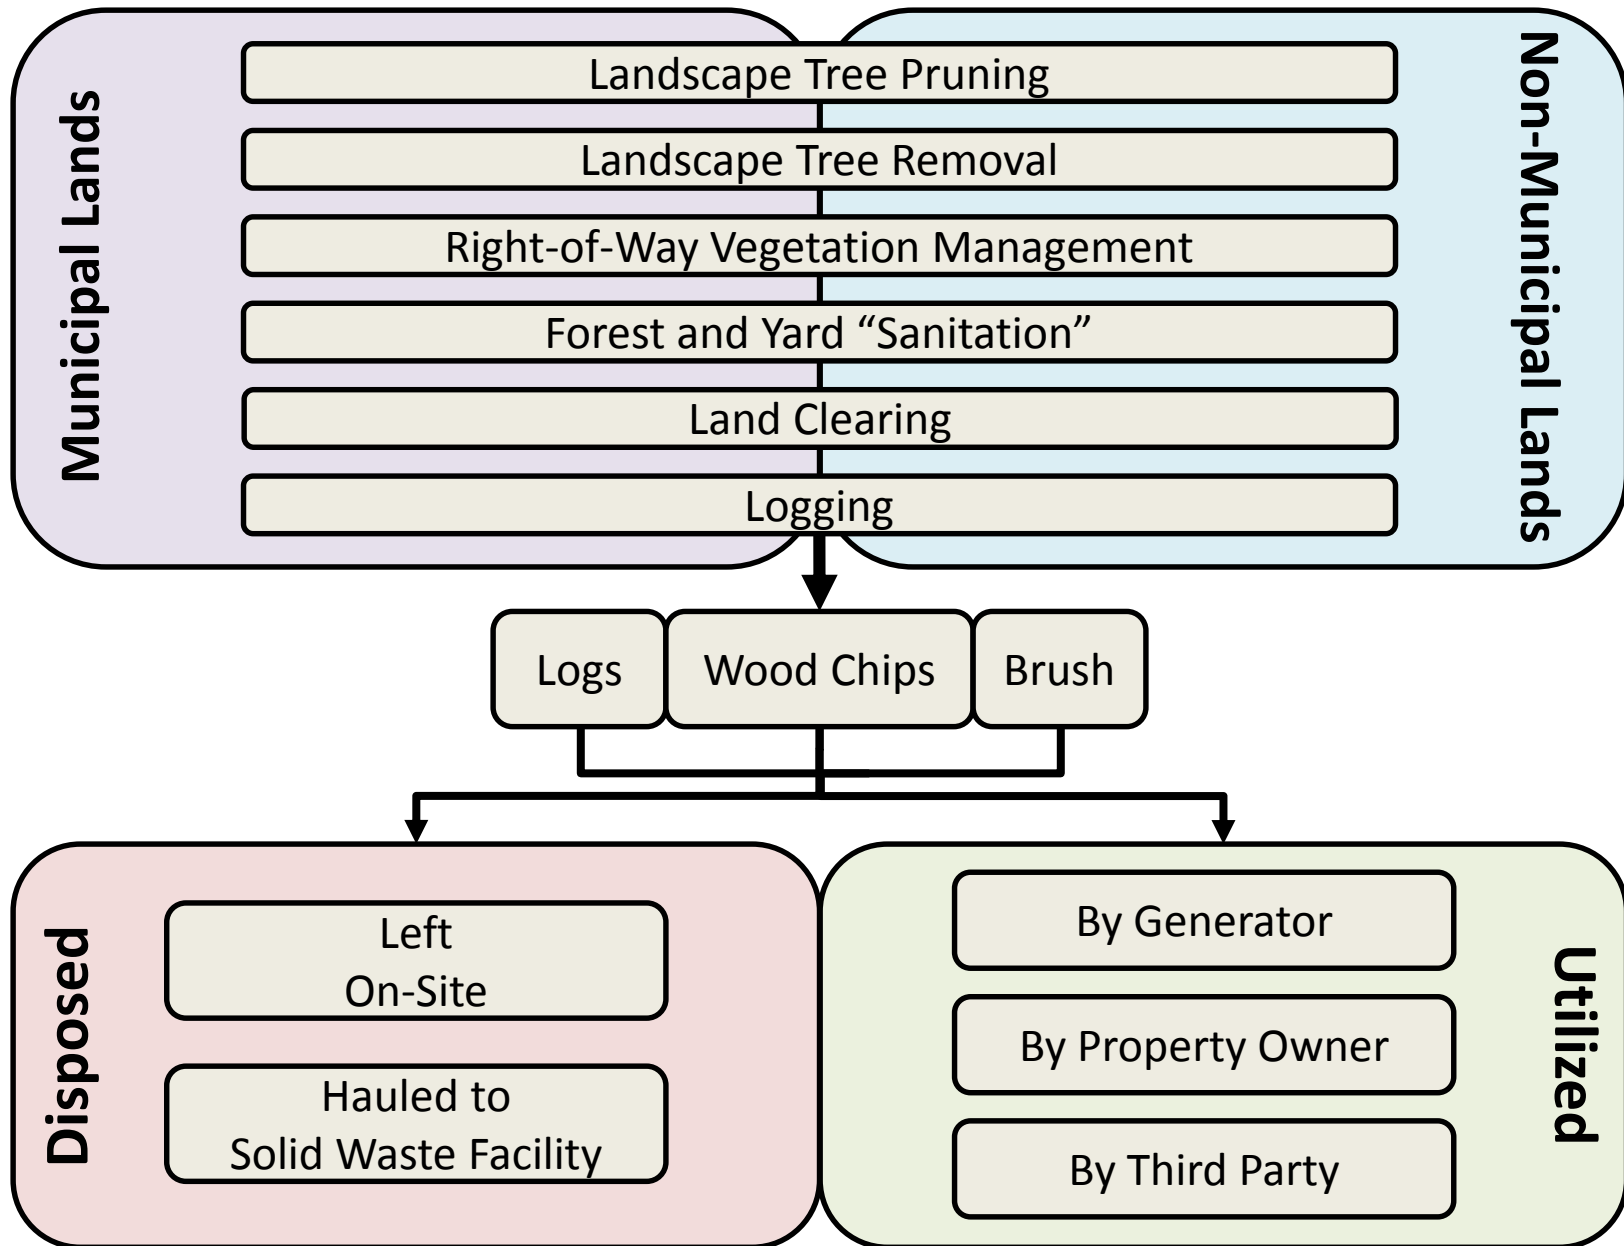 Municipal Lands
Non-Municipal Lands
Landscape Tree Pruning
Landscape Tree Removal
Right-of-Way Vegetation Management
Forest and Yard “Sanitation”
Land Clearing
Logging
Logs
Wood Chips
Brush
Disposed
Left
On-Site
Hauled to
Solid Waste Facility
Utilized
By Generator
By Property Owner
By Third Party